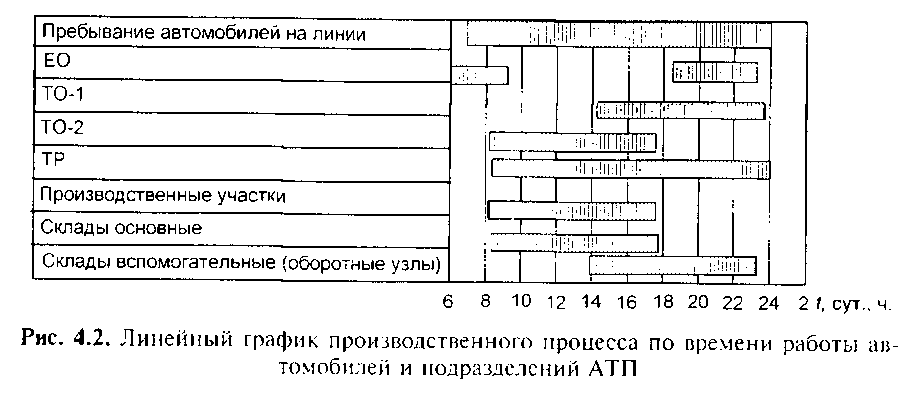 Пребывание автомобилей на линии
ЕО
ТО-1
ТО-2
ТР
Производственные участки
Склады основные
Склады вспомогательные (оборотные узлы)
6 8 10 12 14 16 18 20 22 24 2 t, сут., ч.
Рис. 4.2. Линейный график производственного процесса по времени работы ав-
томобилей и подразделений АТП